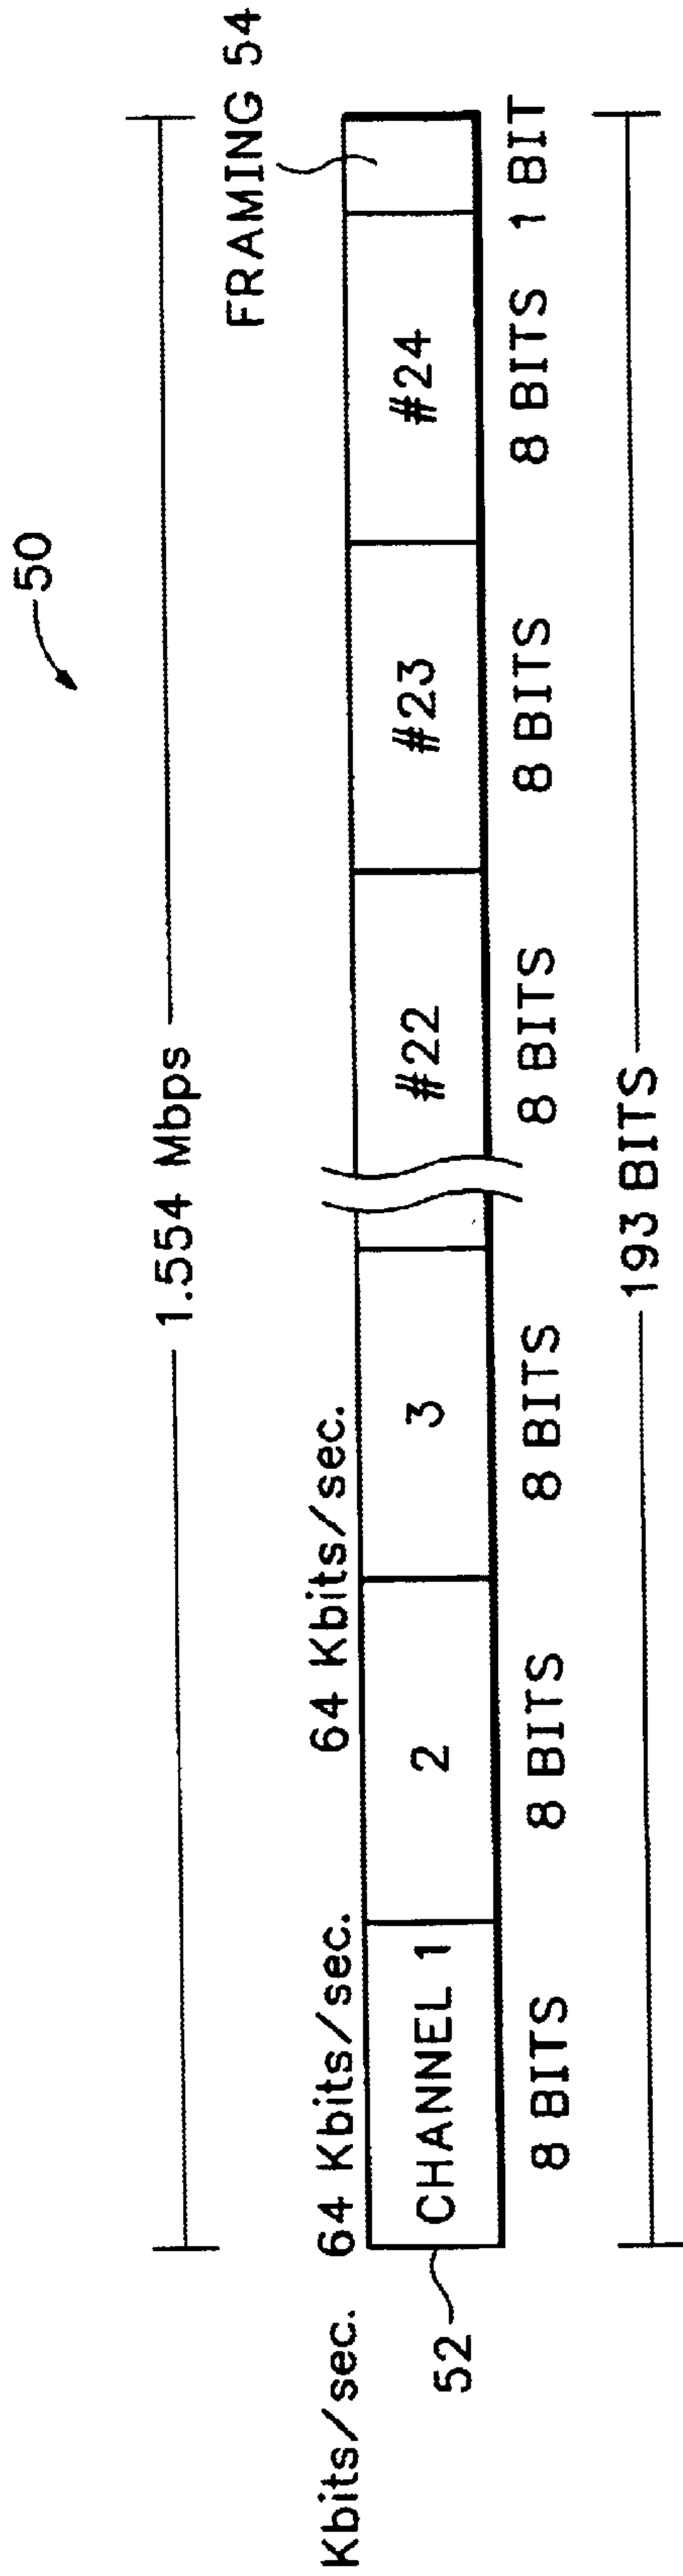 50
1.554 Mbps
FRAMING 54
Kbits/sec. 64 Kbits/sec. 64 Kbits/sec.
52
CHANNEL 1 2 3 #22 #23 #24
8 BITS 8 BITS 8 BITS 8 BITS 8 BITS 8 BITS 1 BIT
193 BITS